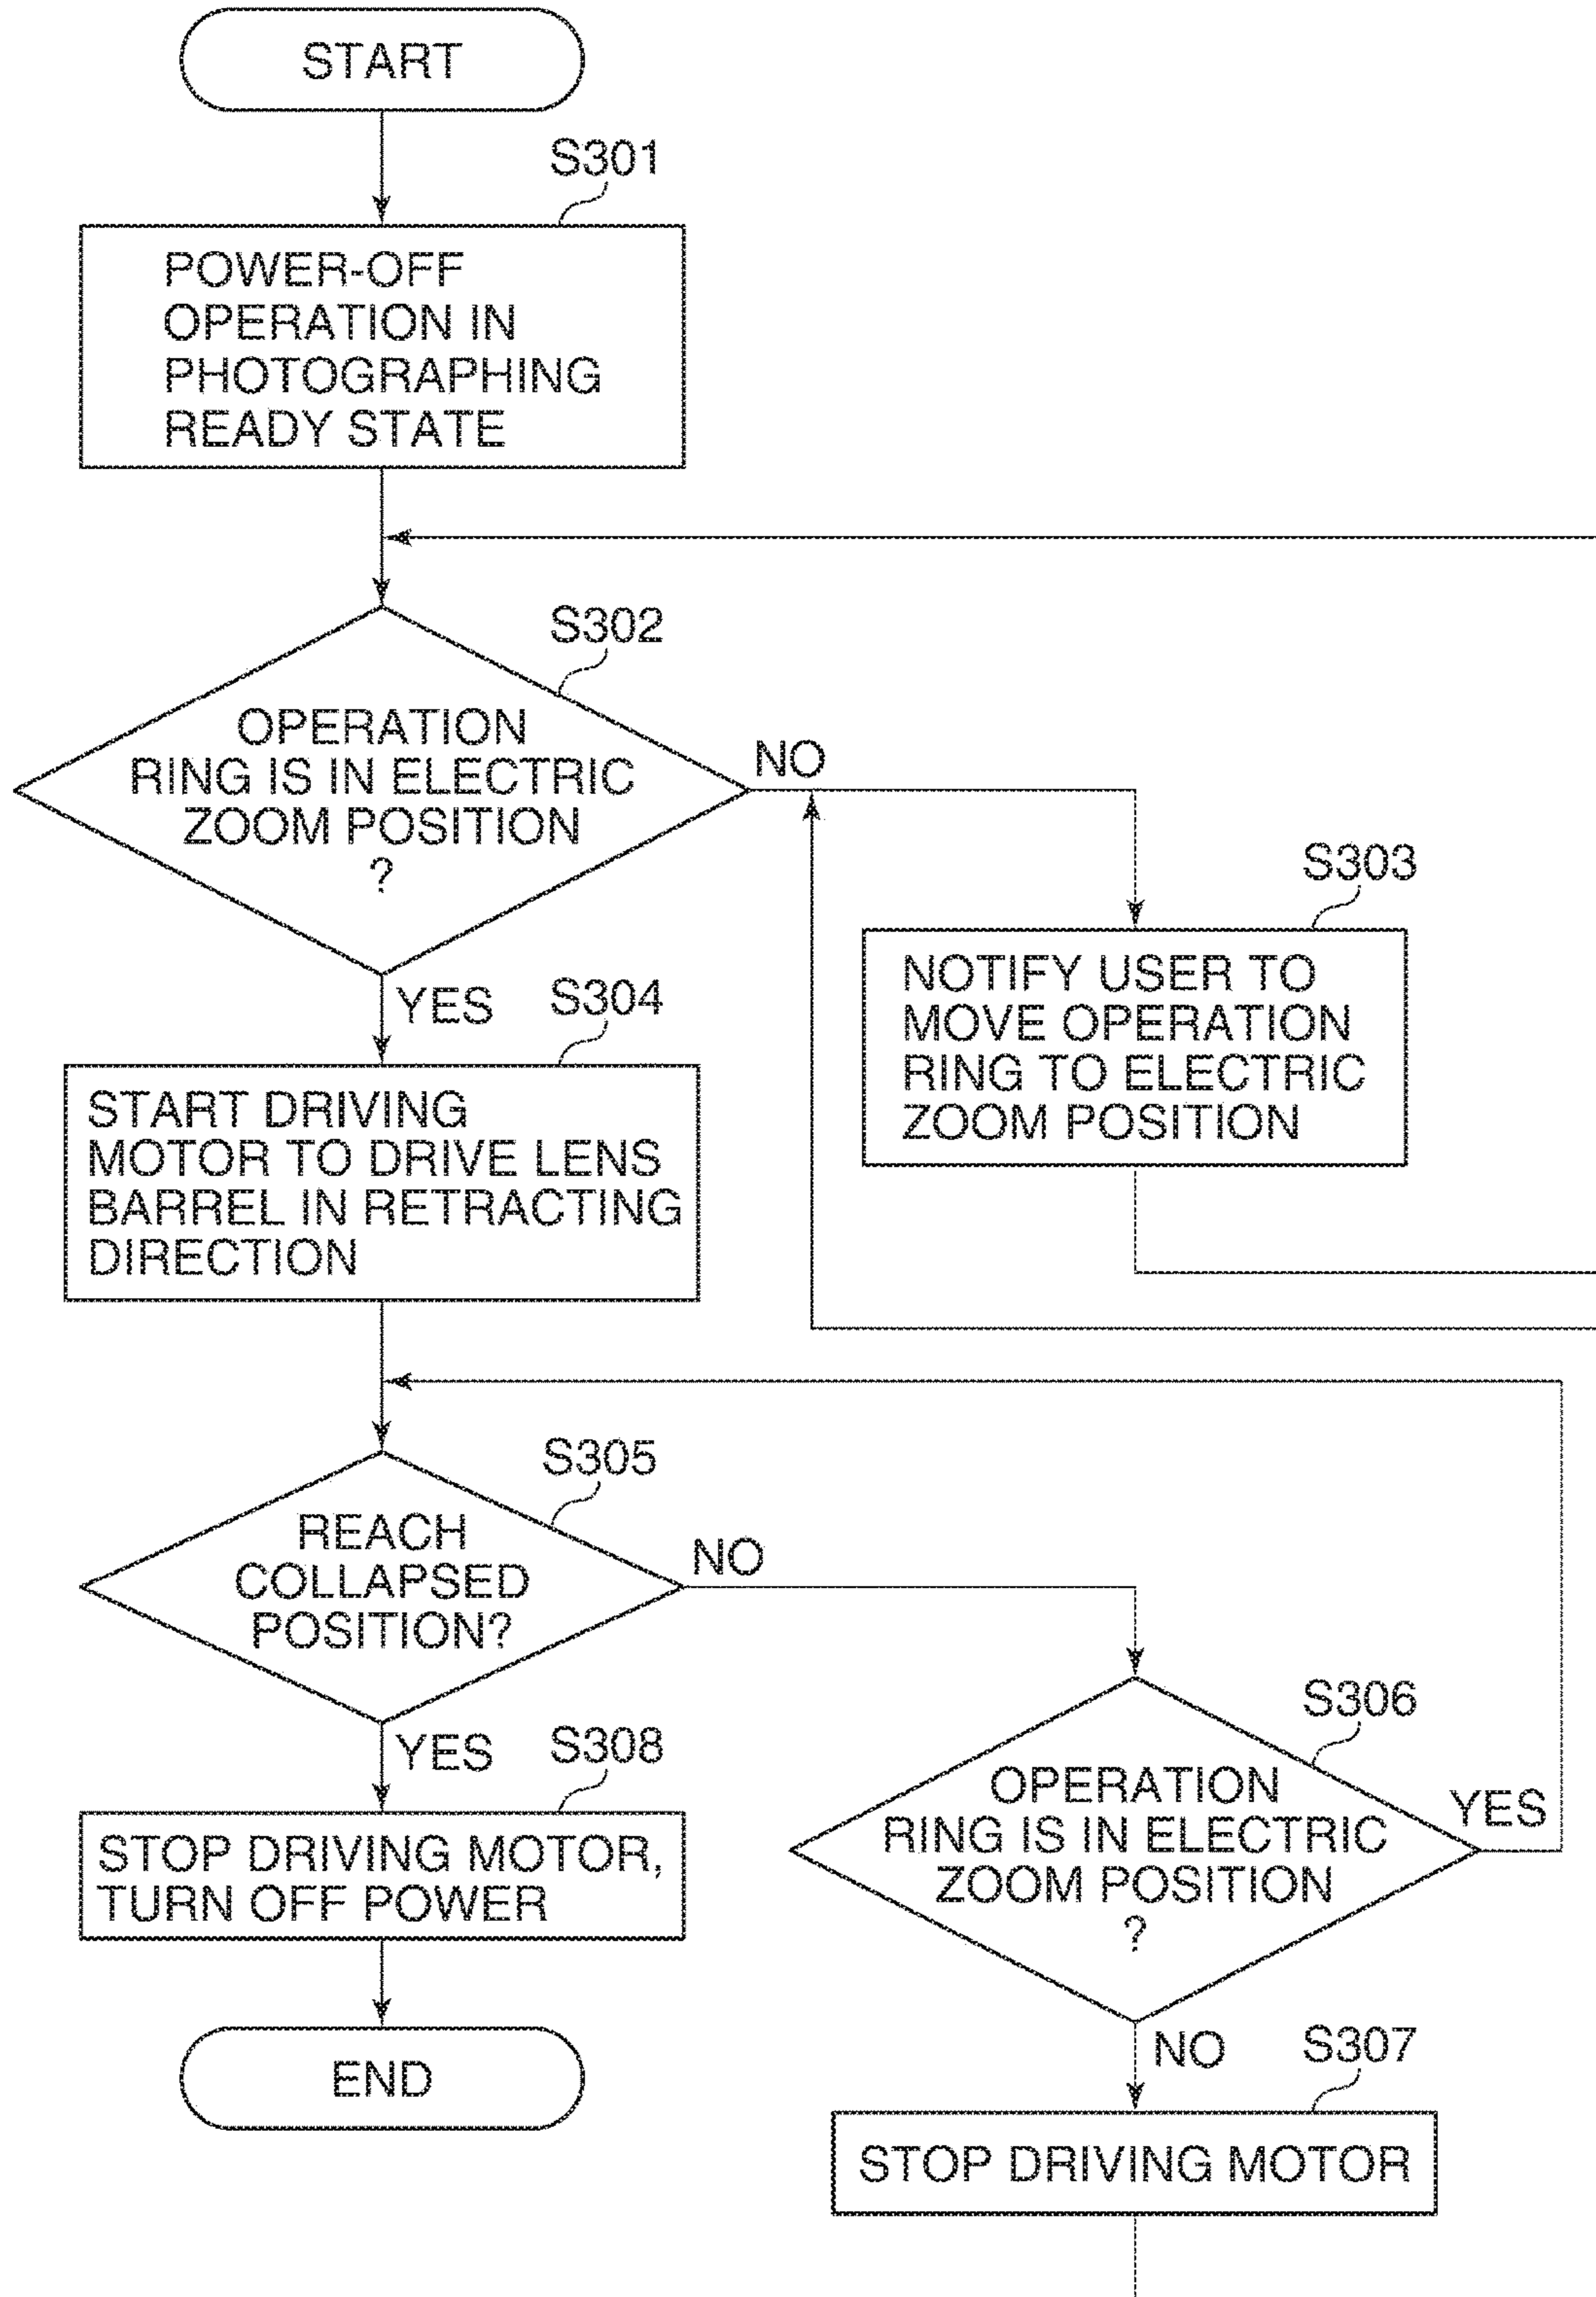 START
S301
POWER-OFF
OPERATION IN
PHOTOGRAPHING
READY STATE
S302
OPERATION
RING IS IN ELECTRIC
ZOOM POSITION
?
NO
S303
NOTIFY USER TO
MOVE OPERATION
RING TO ELECTRIC
ZOOM POSITION
YES
S304
START DRIVING
MOTOR TO DRIVE LENS
BARREL IN RETRACTING
DIRECTION
S305
REACH
COLLAPSED
POSITION?
NO
S306
OPERATION
RING IS IN ELECTRIC
ZOOM POSITION
?
YES
YES
S308
STOP DRIVING MOTOR,
TURN OFF POWER
END
NO
S307
STOP DRIVING MOTOR